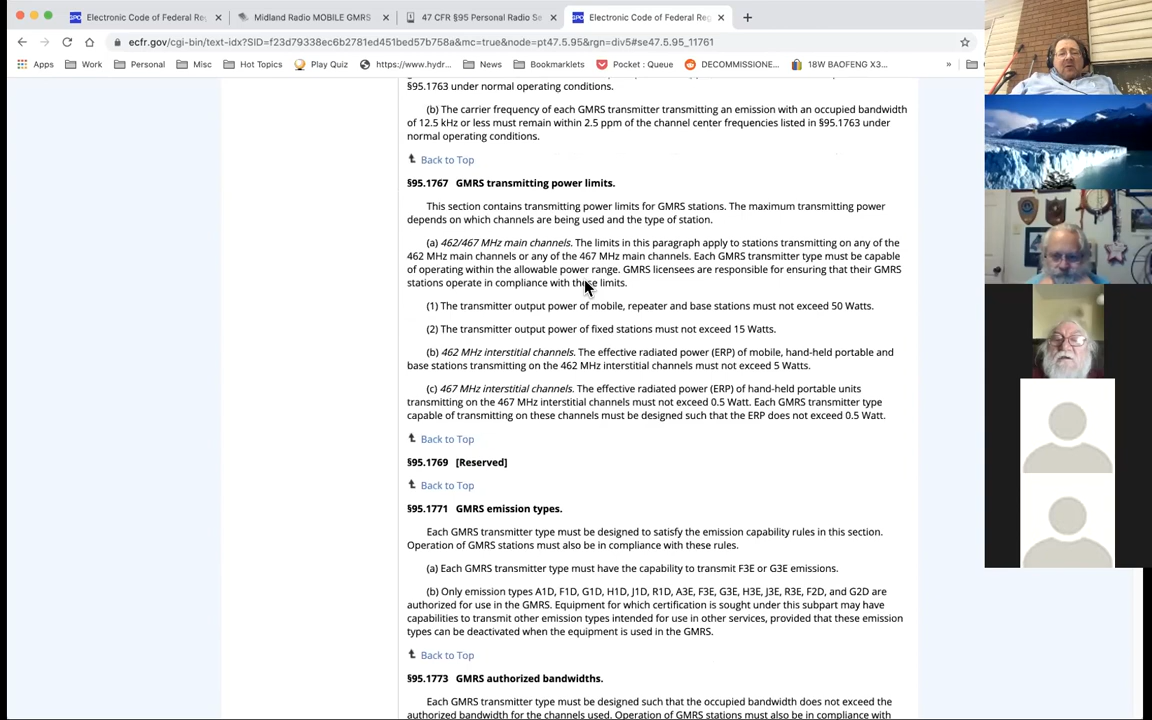 Electronic Code of Federal Reg
Midland Radio MOBILE GMRS
47 CFR §95 Personal Radio Se
Electronic Code of Federal Reg
ecfr.gov/cgi-bin/text-idx?SID=f23d79338ec6b2781ed451bed57b758a&mc=true&node=pt47.5.95&rgn=div5#se47.5.95_11761
Apps Work Personal Misc Hot Topics Play Quiz https://www.hydr... News Bookmarklets Pocket : Queue DECOMMISSIONE... 18W BAOFENG X3... »
§95.1763 under normal operating conditions.
(b) The carrier frequency of each GMRS transmitter transmitting an emission with an occupied bandwidth
of 12.5 kHz or less must remain within 2.5 ppm of the channel center frequencies listed in §95.1763 under
normal operating conditions.
Back to Top
§95.1767 GMRS transmitting power limits.
This section contains transmitting power limits for GMRS stations. The maximum transmitting power
depends on which channels are being used and the type of station.
(a) 462/467 MHz main channels. The limits in this paragraph apply to stations transmitting on any of the
462 MHz main channels or any of the 467 MHz main channels. Each GMRS transmitter type must be capable
of operating within the allowable power range. GMRS licensees are responsible for ensuring that their GMRS
stations operate in compliance with these limits.
(1) The transmitter output power of mobile, repeater and base stations must not exceed 50 Watts.
(2) The transmitter output power of fixed stations must not exceed 15 Watts.
(b) 462 MHz interstitial channels. The effective radiated power (ERP) of mobile, hand-held portable and
base stations transmitting on the 462 MHz interstitial channels must not exceed 5 Watts.
(c) 467 MHz interstitial channels. The effective radiated power (ERP) of hand-held portable units
transmitting on the 467 MHz interstitial channels must not exceed 0.5 Watt. Each GMRS transmitter type
capable of transmitting on these channels must be designed such that the ERP does not exceed 0.5 Watt.
Back to Top
§95.1769 [Reserved]
Back to Top
§95.1771 GMRS emission types.
Each GMRS transmitter type must be designed to satisfy the emission capability rules in this section.
Operation of GMRS stations must also be in compliance with these rules.
(a) Each GMRS transmitter type must have the capability to transmit F3E or G3E emissions.
(b) Only emission types A1D, F1D, G1D, H1D, J1D, R1D, A3E, F3E, G3E, H3E, J3E, R3E, F2D, and G2D are
authorized for use in the GMRS. Equipment for which certification is sought under this subpart may have
capabilities to transmit other emission types intended for use in other services, provided that these emission
types can be deactivated when the equipment is used in the GMRS.
Back to Top
§95.1773 GMRS authorized bandwidths.
Each GMRS transmitter type must be designed such that the occupied bandwidth does not exceed the
authorized bandwidth for the channels used. Operation of GMRS stations must also be in compliance with